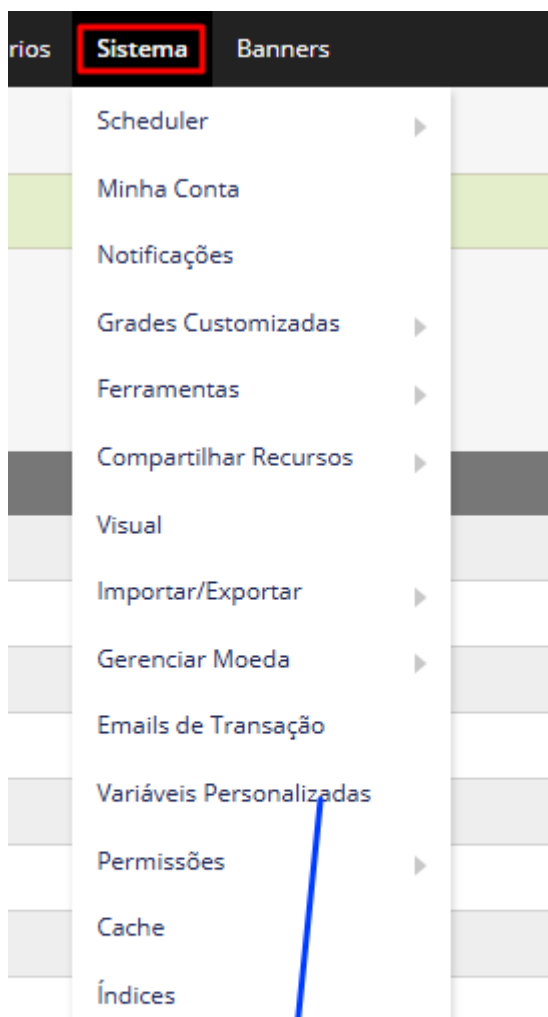 rios Sistema Banners
Scheduler
Minha Conta
Notificações
Grades Customizadas
Ferramentas
Compartilhar Recursos
Visual
Importar/Exportar
Gerenciar Moeda
Emails de Transação
Variáveis Personalizadas
Permissões
Cache
Índices